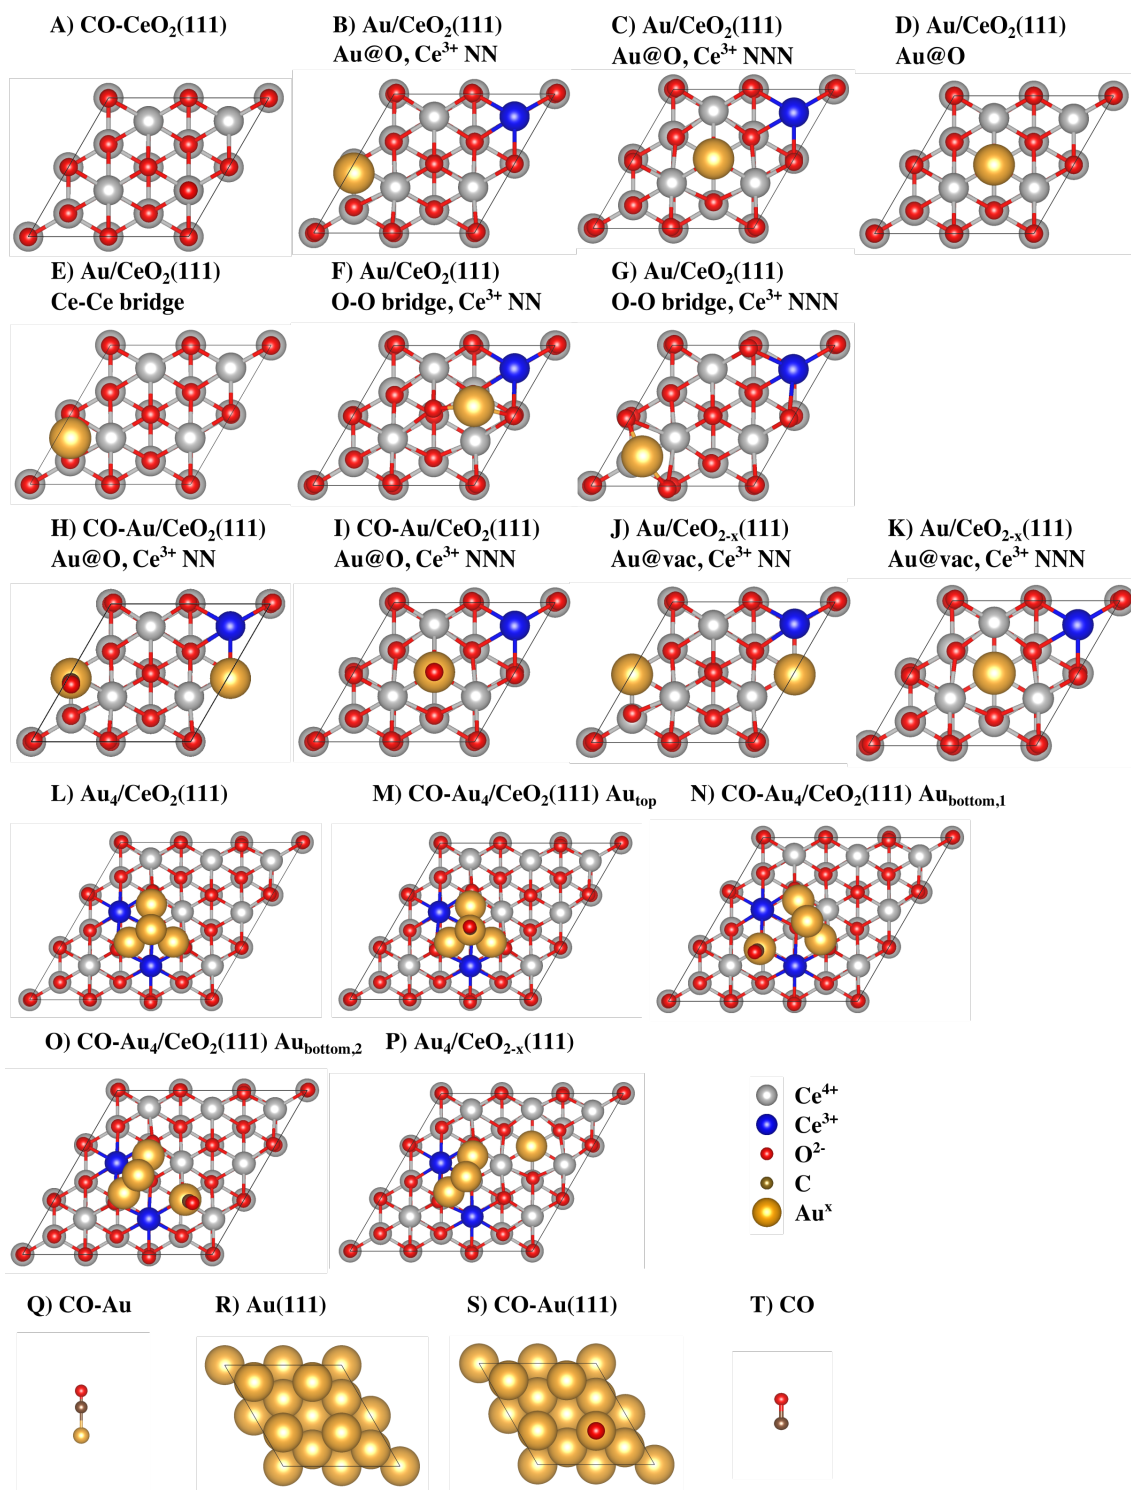 A) CO-CeO₂(111)
B) Au/CeO₂(111)
Au@O, Ce³⁺ NN
C) Au/CeO₂(111)
Au@O, Ce³⁺ NNN
D) Au/CeO₂(111)
Au@O
E) Au/CeO₂(111)
Ce-Ce bridge
F) Au/CeO₂(111)
O-O bridge, Ce³⁺ NN
G) Au/CeO₂(111)
O-O bridge, Ce³⁺ NNN
H) CO-Au/CeO₂(111)
Au@O, Ce³⁺ NN
I) CO-Au/CeO₂(111)
Au@O, Ce³⁺ NNN
J) Au/CeO₂₋ₓ(111)
Au@vac, Ce³⁺ NN
K) Au/CeO₂₋ₓ(111)
Au@vac, Ce³⁺ NNN
L) Au₄/CeO₂(111)
M) CO-Au₄/CeO₂(111) Au_top
N) CO-Au₄/CeO₂(111) Au_bottom,1
O) CO-Au₄/CeO₂(111) Au_bottom,2
P) Au₄/CeO₂₋ₓ(111)
Ce⁴⁺
Ce³⁺
O²⁻
C
Auˣ
Q) CO-Au
R) Au(111)
S) CO-Au(111)
T) CO